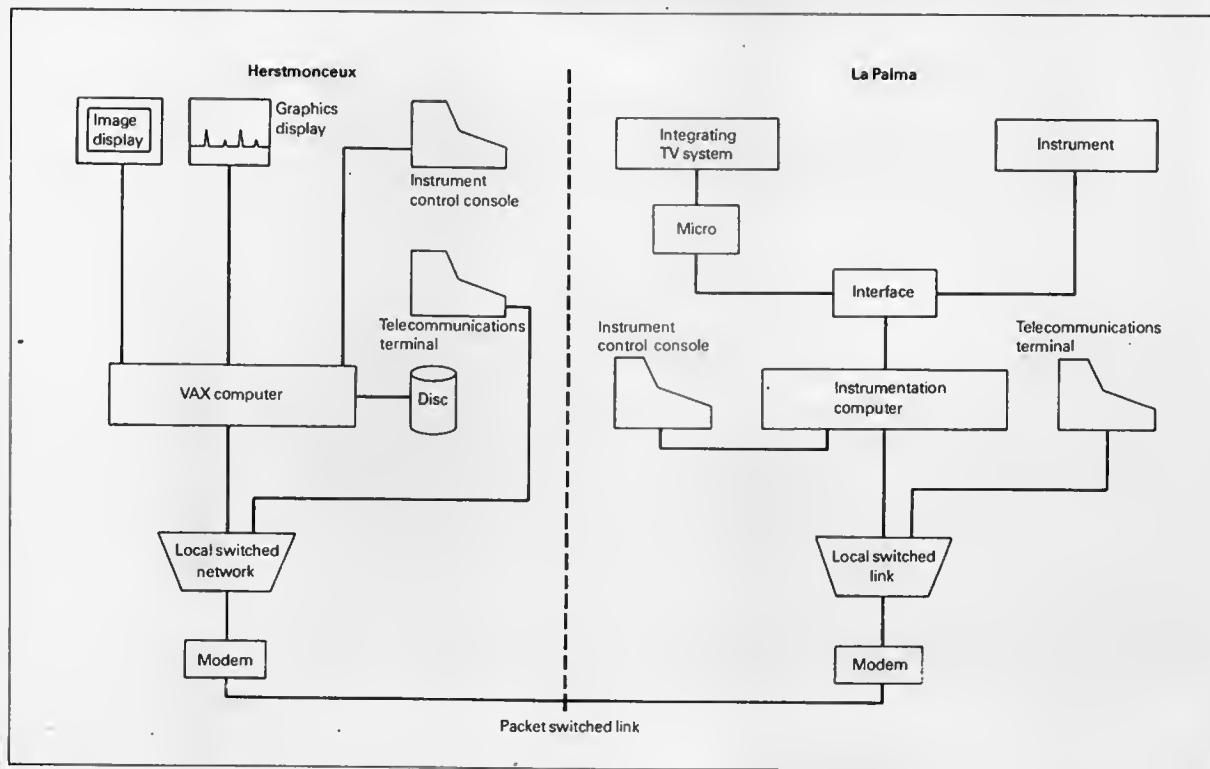 Herstmonceux
Image
display
Graphics
display
Instrument
control console
Telecommunications
terminal
VAX computer
Disc
Local switched
network
Modem
La Palma
Integrating
TV system
Instrument
Micro
Interface
Instrument
control console
Telecommunications
terminal
Instrumentation
computer
Local switched
link
Modem
Packet switched link